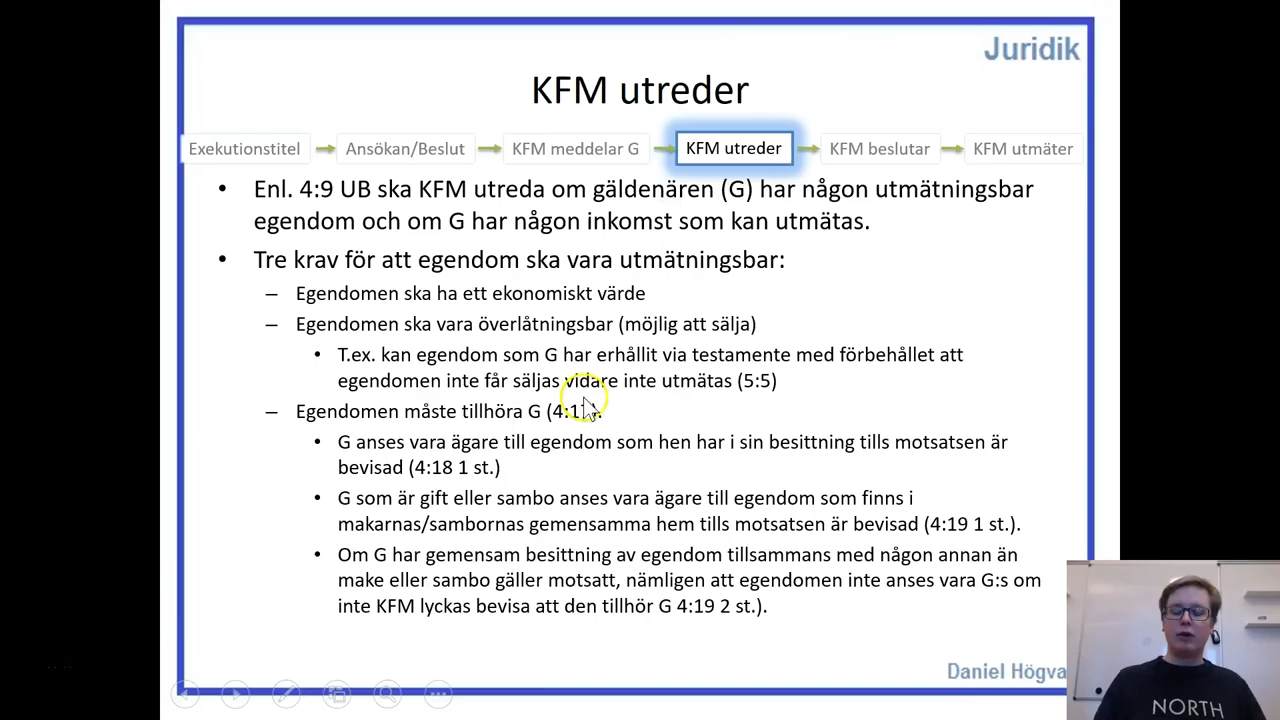 Juridik
KFM utreder
Exekutionstitel
Ansökan/Beslut
KFM meddelar G
KFM utreder
KFM beslutar
KFM utmäter
• Enl. 4:9 UB ska KFM utreda om gäldenären (G) har någon utmätningsbar
egendom och om G har någon inkomst som kan utmätas.
• Tre krav för att egendom ska vara utmätningsbar:
– Egendomen ska ha ett ekonomiskt värde
– Egendomen ska vara överlåtningsbar (möjlig att sälja)
• T.ex. kan egendom som G har erhållit via testamente med förbehållet att
egendomen inte får säljas vidare inte utmätas (5:5)
– Egendomen måste tillhöra G
• G anses vara ägare till egendom som hen har i sin besittning tills motsatsen är
bevisad (4:18 1 st.)
• G som är gift eller sambo anses vara ägare till egendom som finns i
makarnas/sambornas gemensamma hem tills motsatsen är bevisad (4:19 1 st.).
• Om G har gemensam besittning av egendom tillsammans med någon annan än
make eller sambo gäller motsatt, nämligen att egendomen inte anses vara G:s om
inte KFM lyckas bevisa att den tillhör G 4:19 2 st.).
Daniel Högva
NORTH